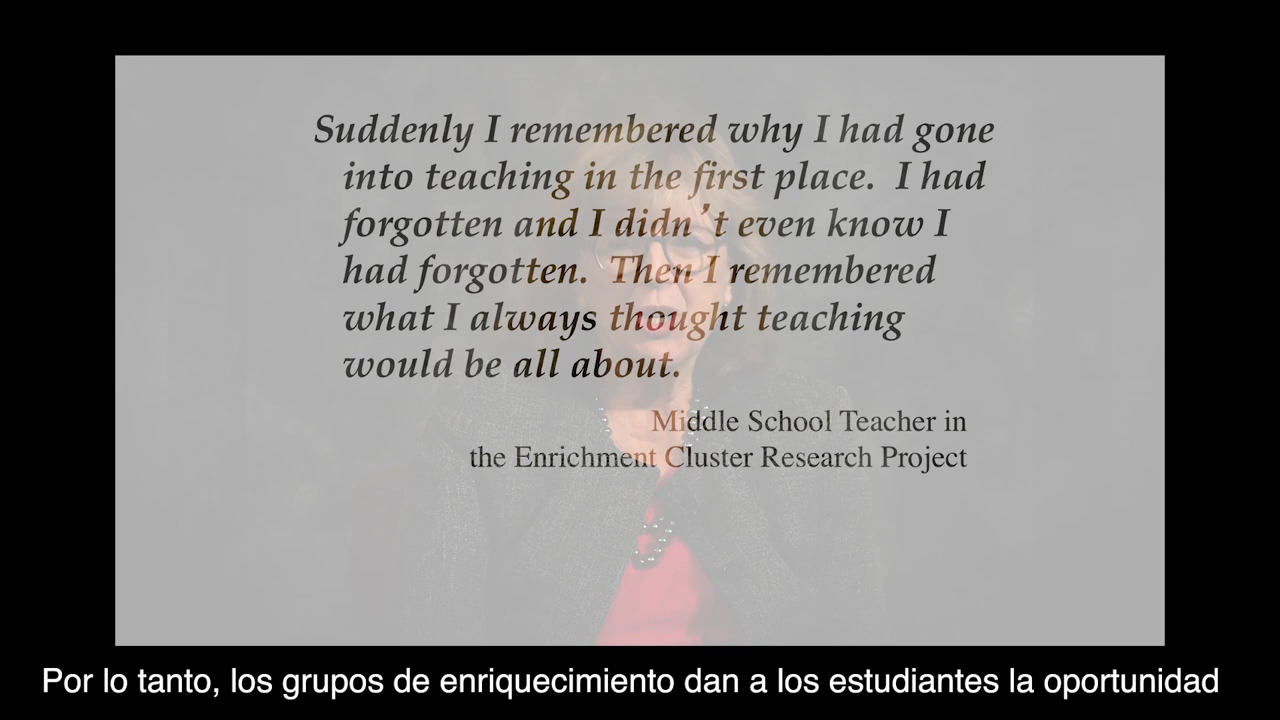 Suddenly I remembered why I had gone
into teaching in the first place.  I had
forgotten and I didn’t even know I
had forgotten.  Then I remembered
what I always thought teaching
would be all about.
Middle School Teacher in
the Enrichment Cluster Research Project
Por lo tanto, los grupos de enriquecimiento dan a los estudiantes la oportunidad